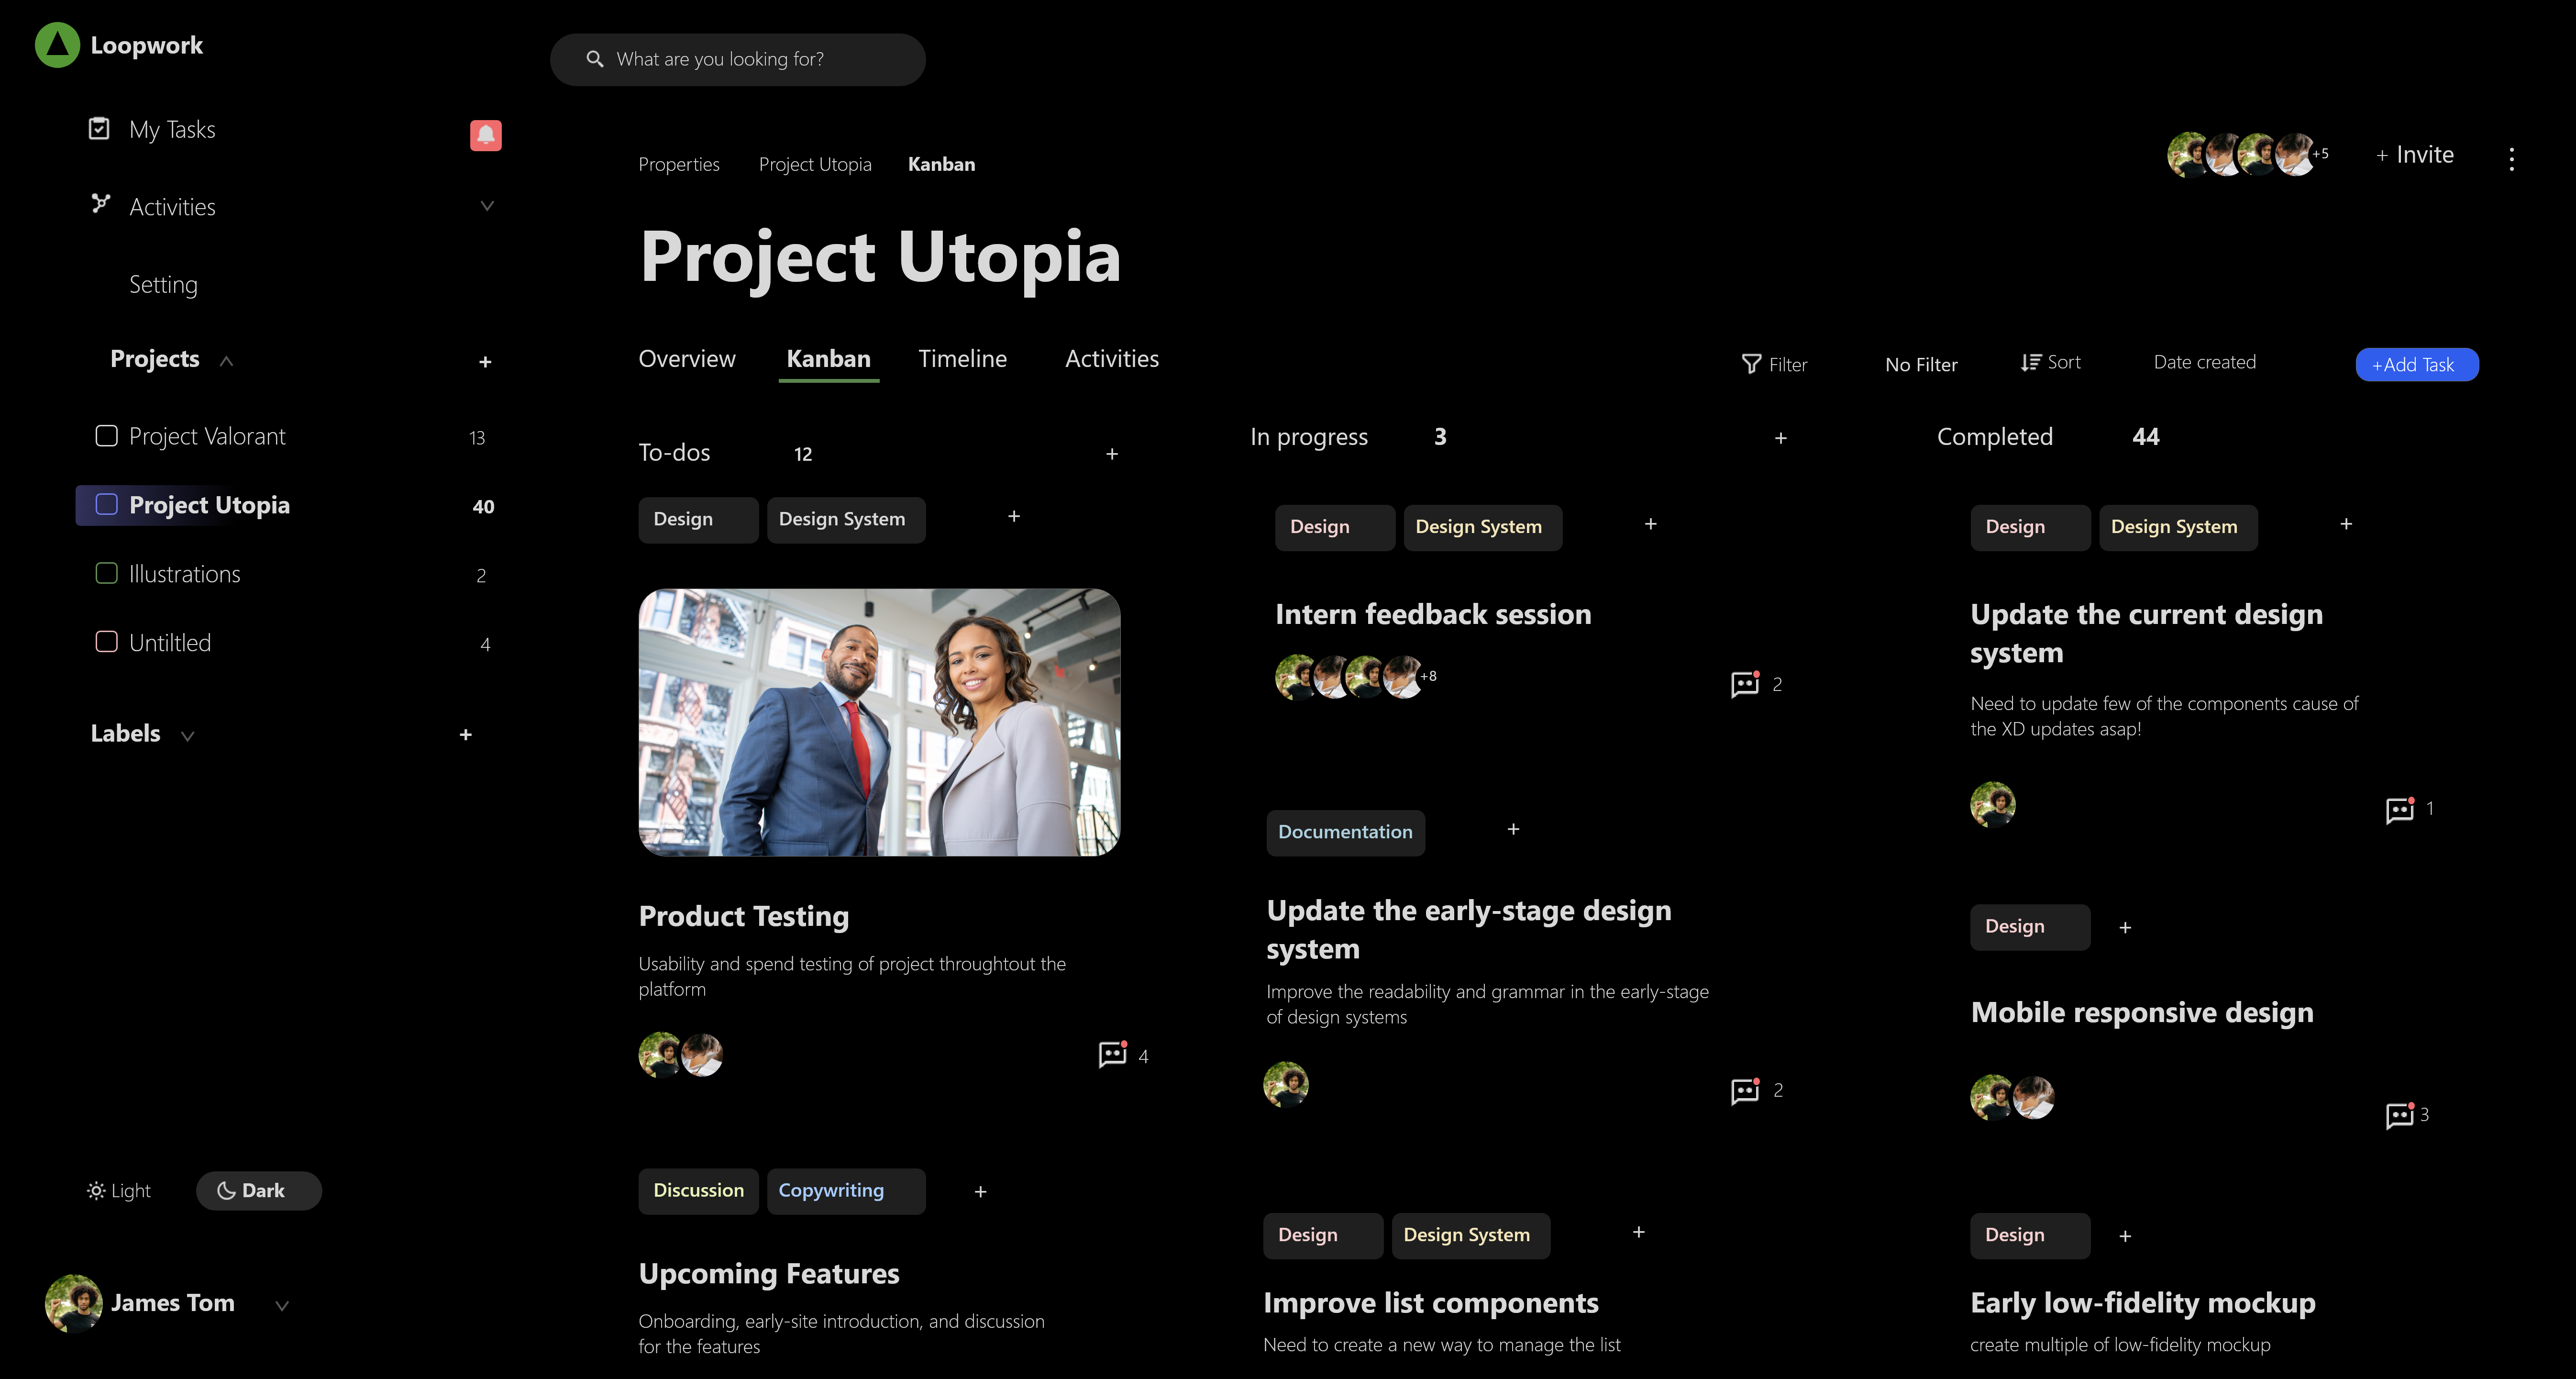 Loopwork
What are you looking for?
My Tasks
Activities
Setting
Projects +
Project Valorant 13
Project Utopia 40
Illustrations 2
Untiltled 4
Labels +
Light Dark
James Tom
Properties Project Utopia Kanban
+5 + Invite
Project Utopia
Overview Kanban Timeline Activities
Filter No Filter Sort Date created +Add Task
To-dos 12 +
Design Design System +
Product Testing
Usability and spend testing of project throughtout the
platform
4
Discussion Copywriting +
Upcoming Features
Onboarding, early-site introduction, and discussion
for the features
In progress 3 +
Design Design System +
Intern feedback session
+8 2
Documentation +
Update the early-stage design
system
Improve the readability and grammar in the early-stage
of design systems
2
Design Design System +
Improve list components
Need to create a new way to manage the list
Completed 44
Design Design System +
Update the current design
system
Need to update few of the components cause of
the XD updates asap!
1
Design +
Mobile responsive design
3
Design +
Early low-fidelity mockup
create multiple of low-fidelity mockup